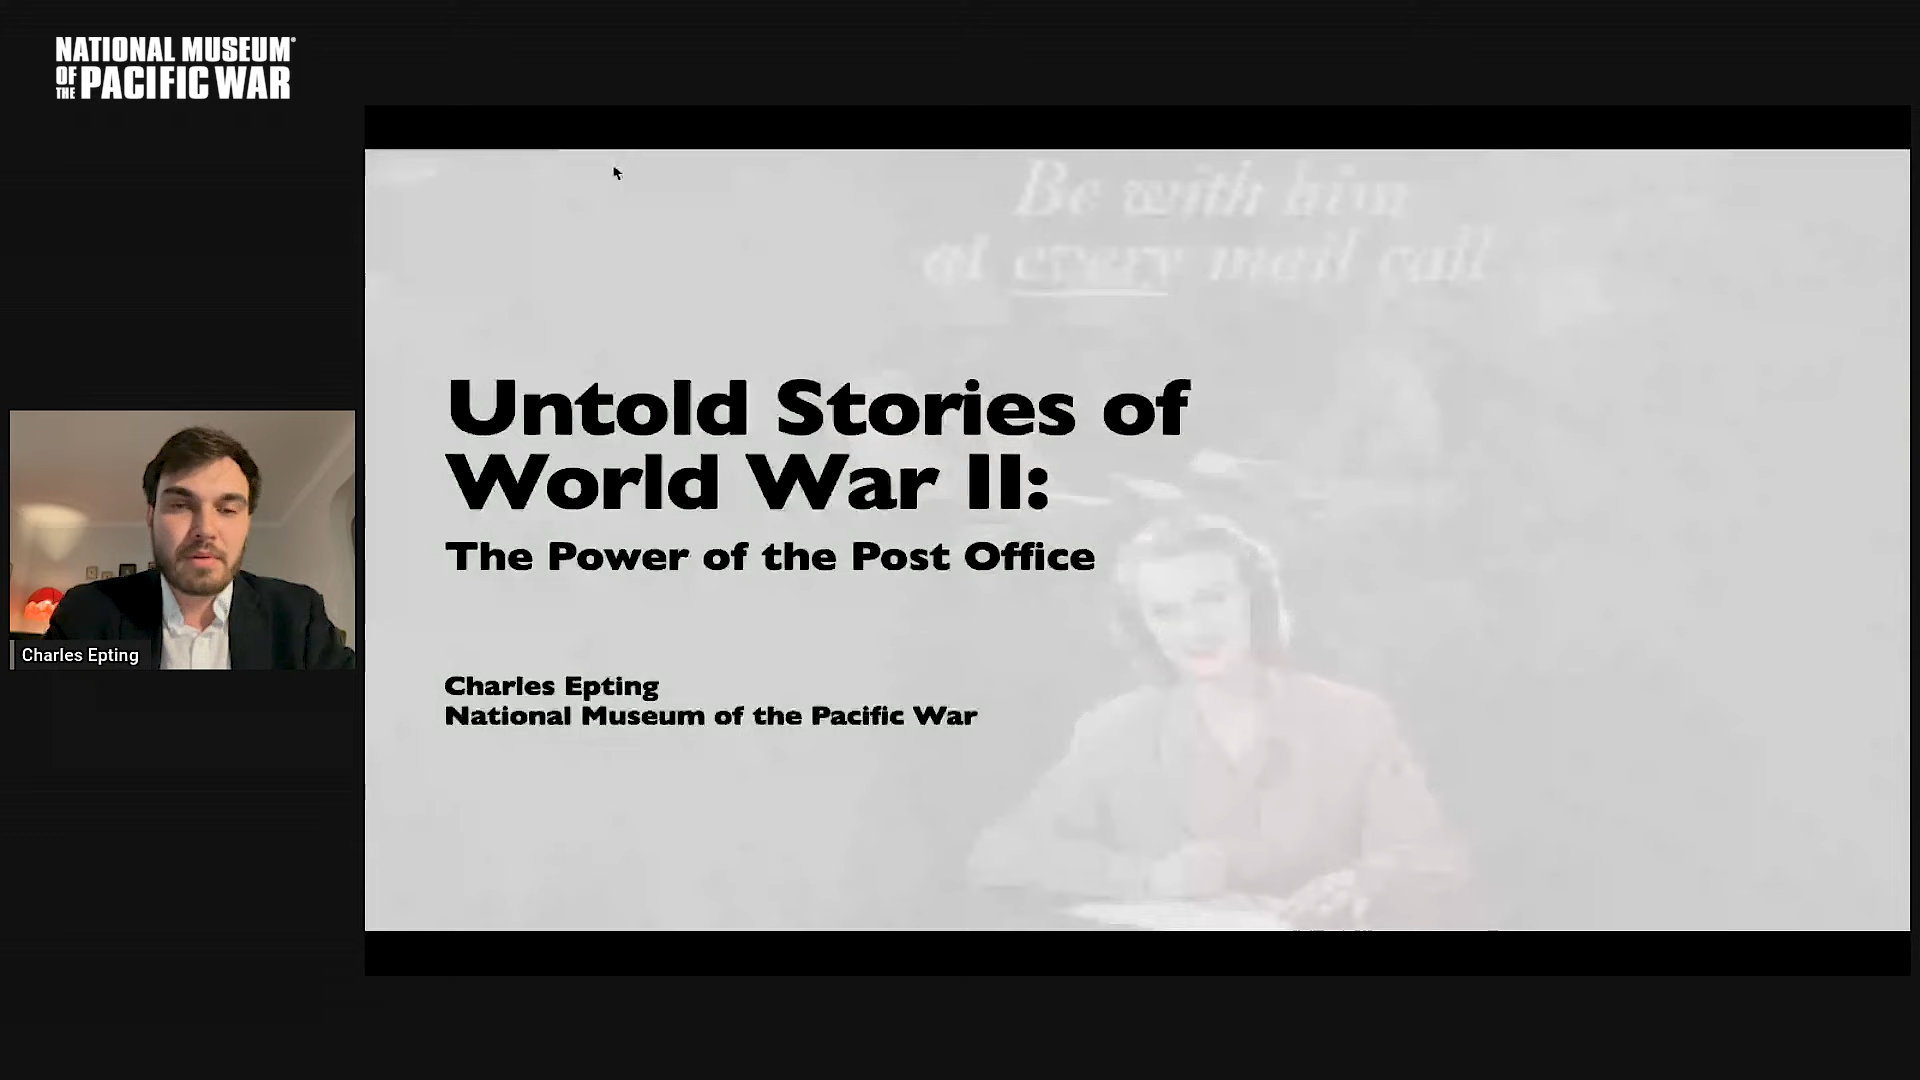 NATIONAL MUSEUM
OF THE PACIFIC WAR
Be with him
at every mail call
Untold Stories of
World War II:
The Power of the Post Office
Charles Epting
National Museum of the Pacific War
Charles Epting